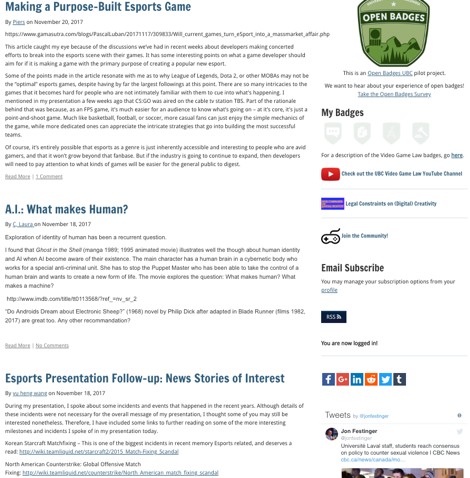 Making a Purpose-Built Esports Game
By Piers on November 20, 2017
https://www.gamasutra.com/blogs/PascalLuban/20171117/309833/Will_current_games_turn_eSport_into_a_massmarket_affair.php
This article caught my eye because of the discussions we've had in recent weeks about developers making concerted
efforts to break into the esports scene with their games. It has some interesting points on what a game developer should
aim for if it is making a game with the primary purpose of creating a popular new esport.
Some of the points made in the article resonate with me as to why League of Legends, Dota 2, or other MOBAs may not be
the "optimal" esports games, despite having by far the largest followings at this point. There are so many intricacies to the
games that it becomes hard for people who are not intimately familiar with them to cue into what's happening. I
mentioned in my presentation a few weeks ago that CS:GO was aired on the cable tv station TBS. Part of the rationale
behind that was because, as an FPS game, it's much easier for an audience to know what's going on – at it's core, it's just a
point-and-shoot game. Much like basketball, football, or soccer, more casual fans can just enjoy the simple mechanics of
the game, while more dedicated ones can appreciate the intricate strategies that go into building the most successful
teams.
Of course, it's entirely possible that esports as a genre is just inherently accessible and interesting to people who are avid
gamers, and that it won't grow beyond that fanbase. But if the industry is going to continue to expand, then developers
will need to pay attention to what kinds of games will be easier for the general public to digest.
Read More | 1 Comment
A.I.: What makes Human?
By C. Laura on November 18, 2017
Exploration of identity of human has been a recurrent question.
I found that Ghost in the Shell (manga 1989; 1995 animated movie) illustrates well the though about human identity
and AI when AI become aware of their existence. The main character has a human brain in a cybernetic body who
works for a special anti-criminal unit. She has to stop the Puppet Master who has been able to take the control of a
human brain and wants to create a new form of life. The movie explores the question: What makes human? What
makes a machine?
http://www.imdb.com/title/tt0113568/?ref_=nv_sr_2
"Do Androids Dream about Electronic Sheep?" (1968) novel by Philip Dick after adapted in Blade Runner (films 1982,
2017) are great too. Any other recommandation?
Read More | No Comments
Esports Presentation Follow-up: News Stories of Interest
By yu heng wang on November 18, 2017
During my presentation, I spoke about some incidents and events that happened in the recent years. Although details of
these incidents were not necessary for the overall message of my presentation, I thought some of you may still be
interested nonetheless. Therefore, I have included some links to further reading on some of the more interesting
milestones and incidents I spoke of in my presentation today.
Korean Starcraft Matchfixing – This is one of the biggest incidents in recent memory Esports related, and deserves a
read: http://wiki.teamliquid.net/starcraft2/2015_Match-Fixing_Scandal
North American Counterstrike: Global Offensive Match
Fixing: http://wiki.teamliquid.net/counterstrike/North_American_match_fixing_scandal
OPEN BADGES
This is an Open Badges UBC pilot project.
We want to hear about your experience of open badges!
Take the Open Badges Survey
My Badges
For a description of the Video Game Law badges, go here.
Check out the UBC Video Game Law YouTube Channel
Legal Constraints on (Digital) Creativity
Join the Community!
Email Subscribe
You may manage your subscription options from your
profile
RSS
You are now logged in!
Tweets by @jonfestinger
Jon Festinger
@jonfestinger
Université Laval staff, students reach consensus
on policy to counter sexual violence | CBC News
cbc.ca/news/canada/mo…